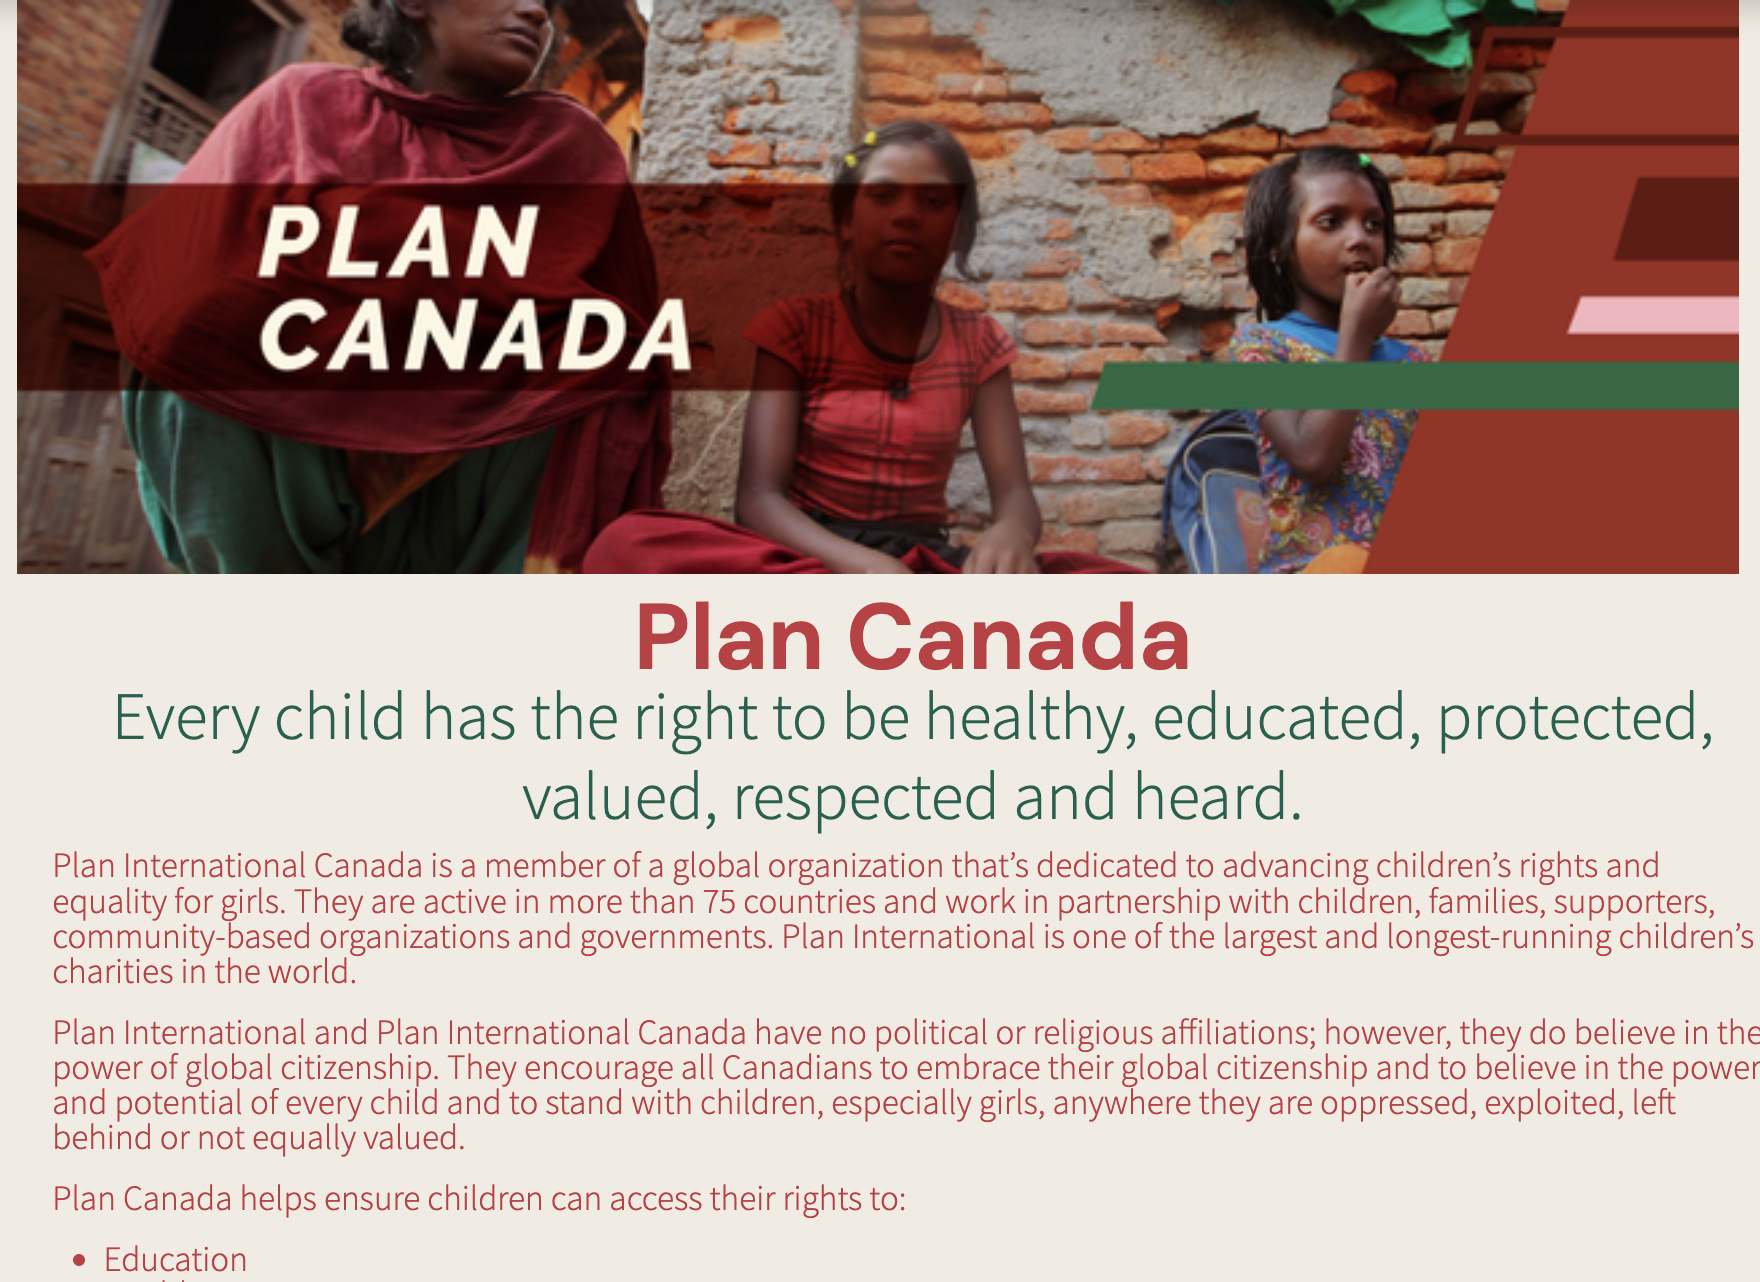 PLAN
CANADA
Plan Canada
Every child has the right to be healthy, educated, protected,
valued, respected and heard.
Plan International Canada is a member of a global organization that’s dedicated to advancing children’s rights and
equality for girls. They are active in more than 75 countries and work in partnership with children, families, supporters,
community-based organizations and governments. Plan International is one of the largest and longest-running children’s
charities in the world.
Plan International and Plan International Canada have no political or religious affiliations; however, they do believe in the
power of global citizenship. They encourage all Canadians to embrace their global citizenship and to believe in the power
and potential of every child and to stand with children, especially girls, anywhere they are oppressed, exploited, left
behind or not equally valued.
Plan Canada helps ensure children can access their rights to:
• Education